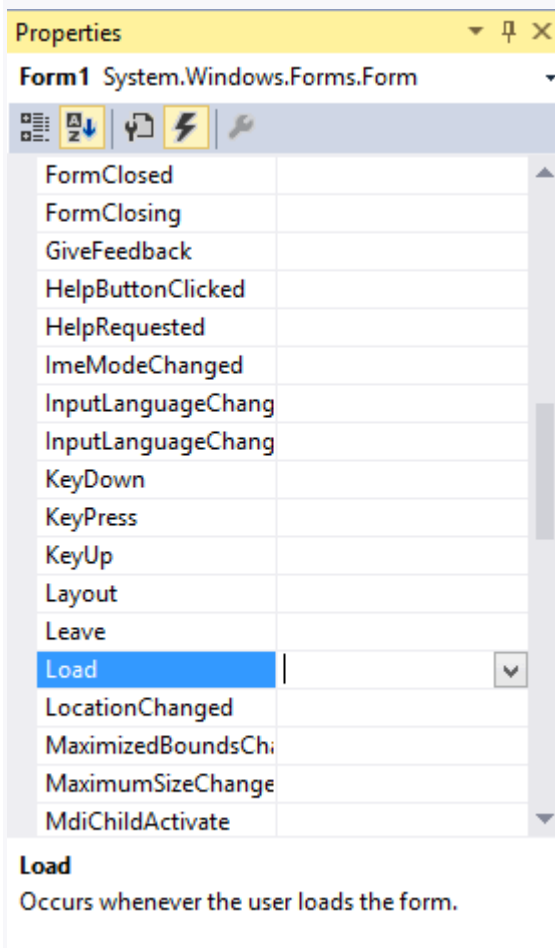 Properties
Form1 System.Windows.Forms.Form
FormClosed
FormClosing
GiveFeedback
HelpButtonClicked
HelpRequested
ImeModeChanged
InputLanguageChang
InputLanguageChang
KeyDown
KeyPress
KeyUp
Layout
Leave
Load
LocationChanged
MaximizedBoundsCha
MaximumSizeChange
MdiChildActivate
Load
Occurs whenever the user loads the form.